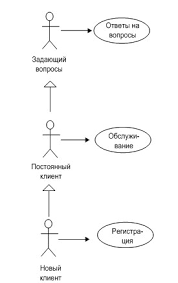 Ответы на
вопросы
Задающий
вопросы
Обслужи-
вание
Постоянный
клиент
Регистра-
ция
Новый
клиент